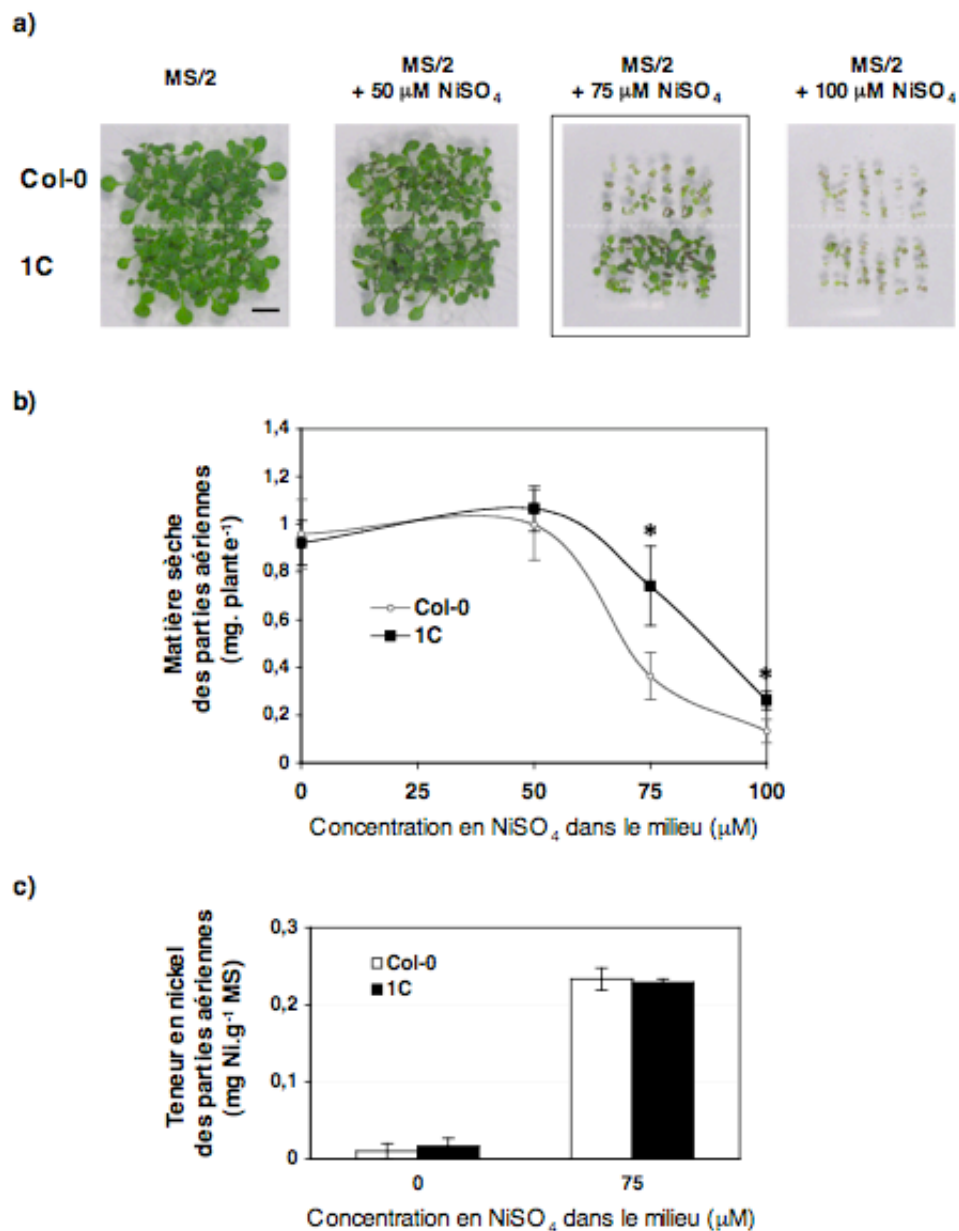 a)
MS/2
MS/2
+ 50 µM NiSO4
MS/2
+ 75 µM NiSO4
MS/2
+ 100 µM NiSO4
Col-0
1C
b)
Matière sèche
des parties aériennes
(mg. plante-1)
1,4
1,2
1
0,8
0,6
0,4
0,2
0
Col-0
1C
*
*
0
25
50
75
100
Concentration en NiSO4 dans le milieu (µM)
c)
Teneur en nickel
des parties aériennes
(mg Ni.g-1 MS)
0,3
0,2
0,1
0
Col-0
1C
0
75
Concentration en NiSO4 dans le milieu (µM)